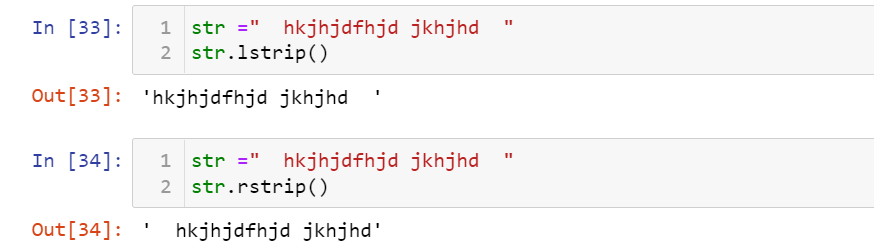 In [33]: 1 str ="  hkjhjdfhjd jkhjhd  "
2 str.lstrip()
Out[33]: 'hkjhjdfhjd jkhjhd  '
In [34]: 1 str ="  hkjhjdfhjd jkhjhd  "
2 str.rstrip()
Out[34]: '  hkjhjdfhjd jkhjhd'